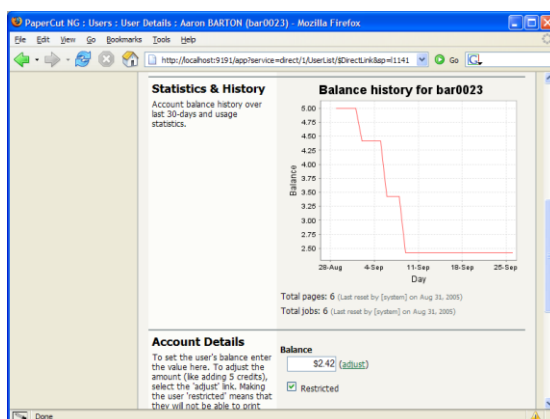 PaperCut NG : Users : User Details : Aaron BARTON (bar0023) - Mozilla Firefox
File Edit View Go Bookmarks Tools Help
http://localhost:9191/app?service=direct/1/UserList/$DirectLink&sp=l1141
Go
Statistics & History
Account balance history over
last 30-days and usage
statistics.
Balance history for bar0023
5.00
4.75
4.50
4.25
4.00
3.75
3.50
3.25
3.00
2.75
2.50
Balance
28-Aug 4-Sep 11-Sep 18-Sep 25-Sep
Day
Total pages: 6 (Last reset by [system] on Aug 31, 2005)
Total jobs: 6 (Last reset by [system] on Aug 31, 2005)
Account Details
To set the user's balance enter
the value here. To adjust the
amount (like adding 5 credits),
select the 'adjust' link. Making
the user 'restricted' means that
they will not be able to print
Balance
$2.42 (adjust)
Restricted
Done